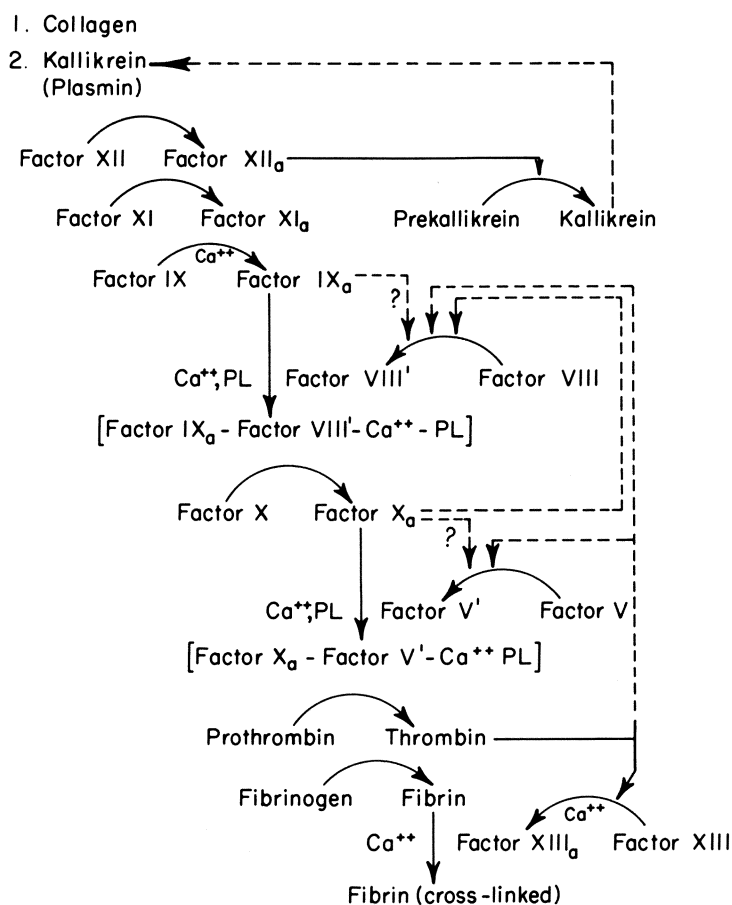 1. Collagen
2. Kallikrein
(Plasmin)
Factor XII Factor XIIa
Factor XI Factor XIa Prekallikrein Kallikrein
Ca++
Factor IX Factor IXa
?
Ca++,PL Factor VIII' Factor VIII
[Factor IXa - Factor VIII' - Ca++ - PL]
Factor X Factor Xa
?
Ca++,PL Factor V' Factor V
[Factor Xa - Factor V' - Ca++ PL]
Prothrombin Thrombin
Fibrinogen Fibrin
Ca++
Ca++ Factor XIIIa Factor XIII
Fibrin (cross-linked)